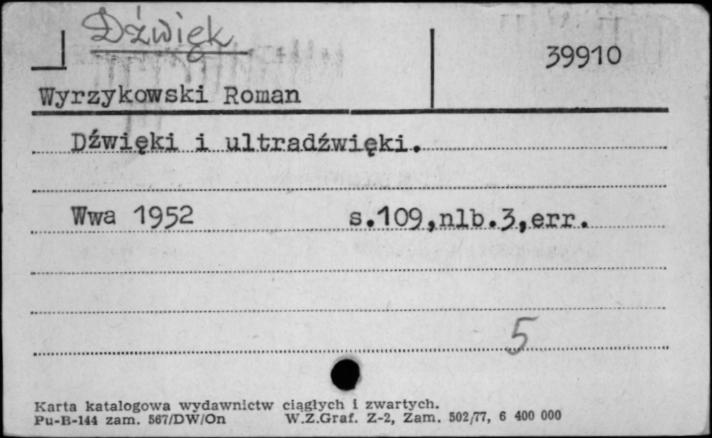 Dźwięk
39910
Wyrzykowski Roman
Dźwięki i ultradźwięki.
Wwa 1952 s.109,nlb.3,err.
5
Karta katalogowa wydawnictw ciągłych i zwartych.
Pu-B-144 zam. 567/DW/On W.Z.Graf. Z-2, Zam. 502/77, 6 400 000